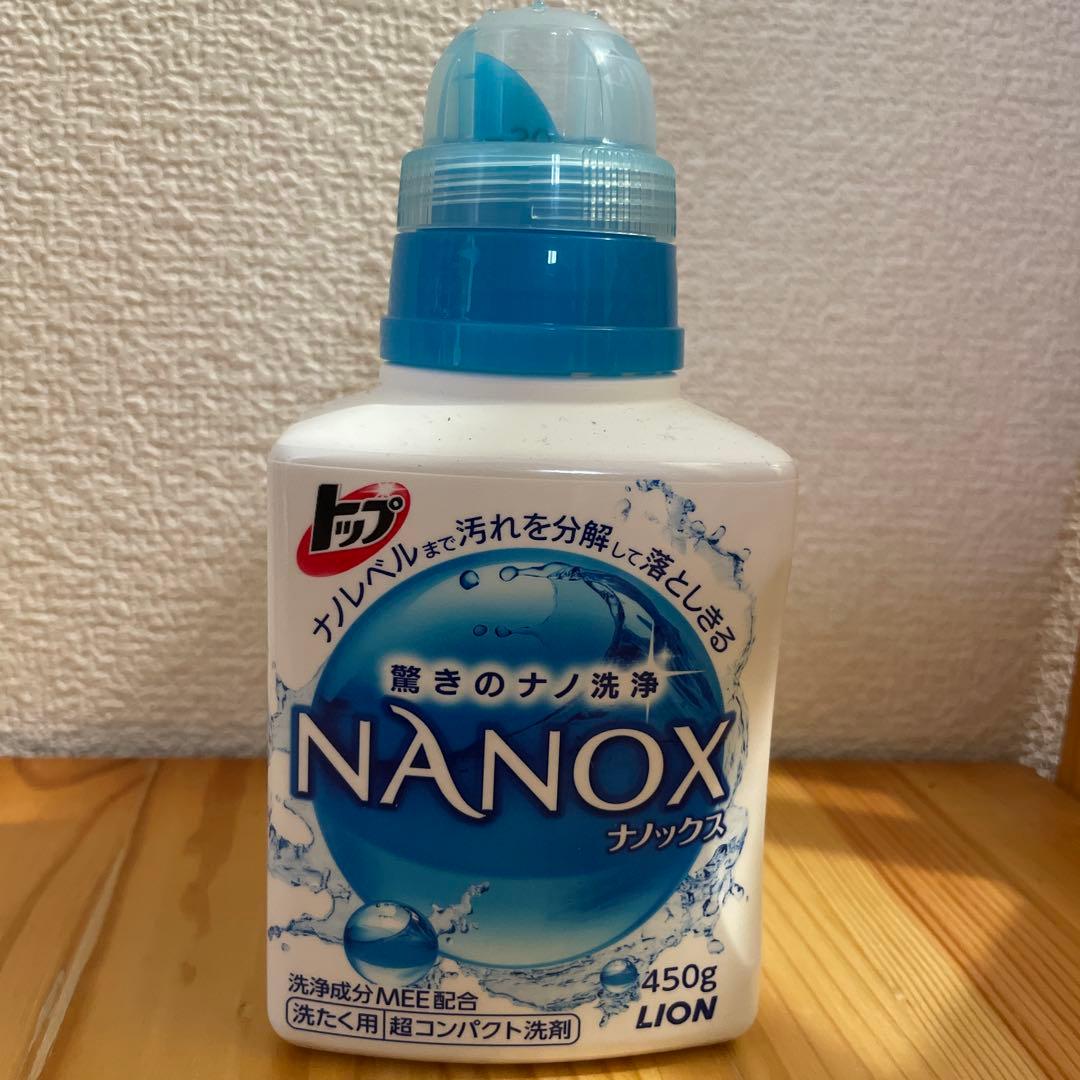 20
トップ
ナノレベルまで汚れを分解して落としきる
驚きのナノ洗浄
NANOX
ナノックス
洗浄成分MEE配合
洗たく用 超コンパクト洗剤
450g
LION